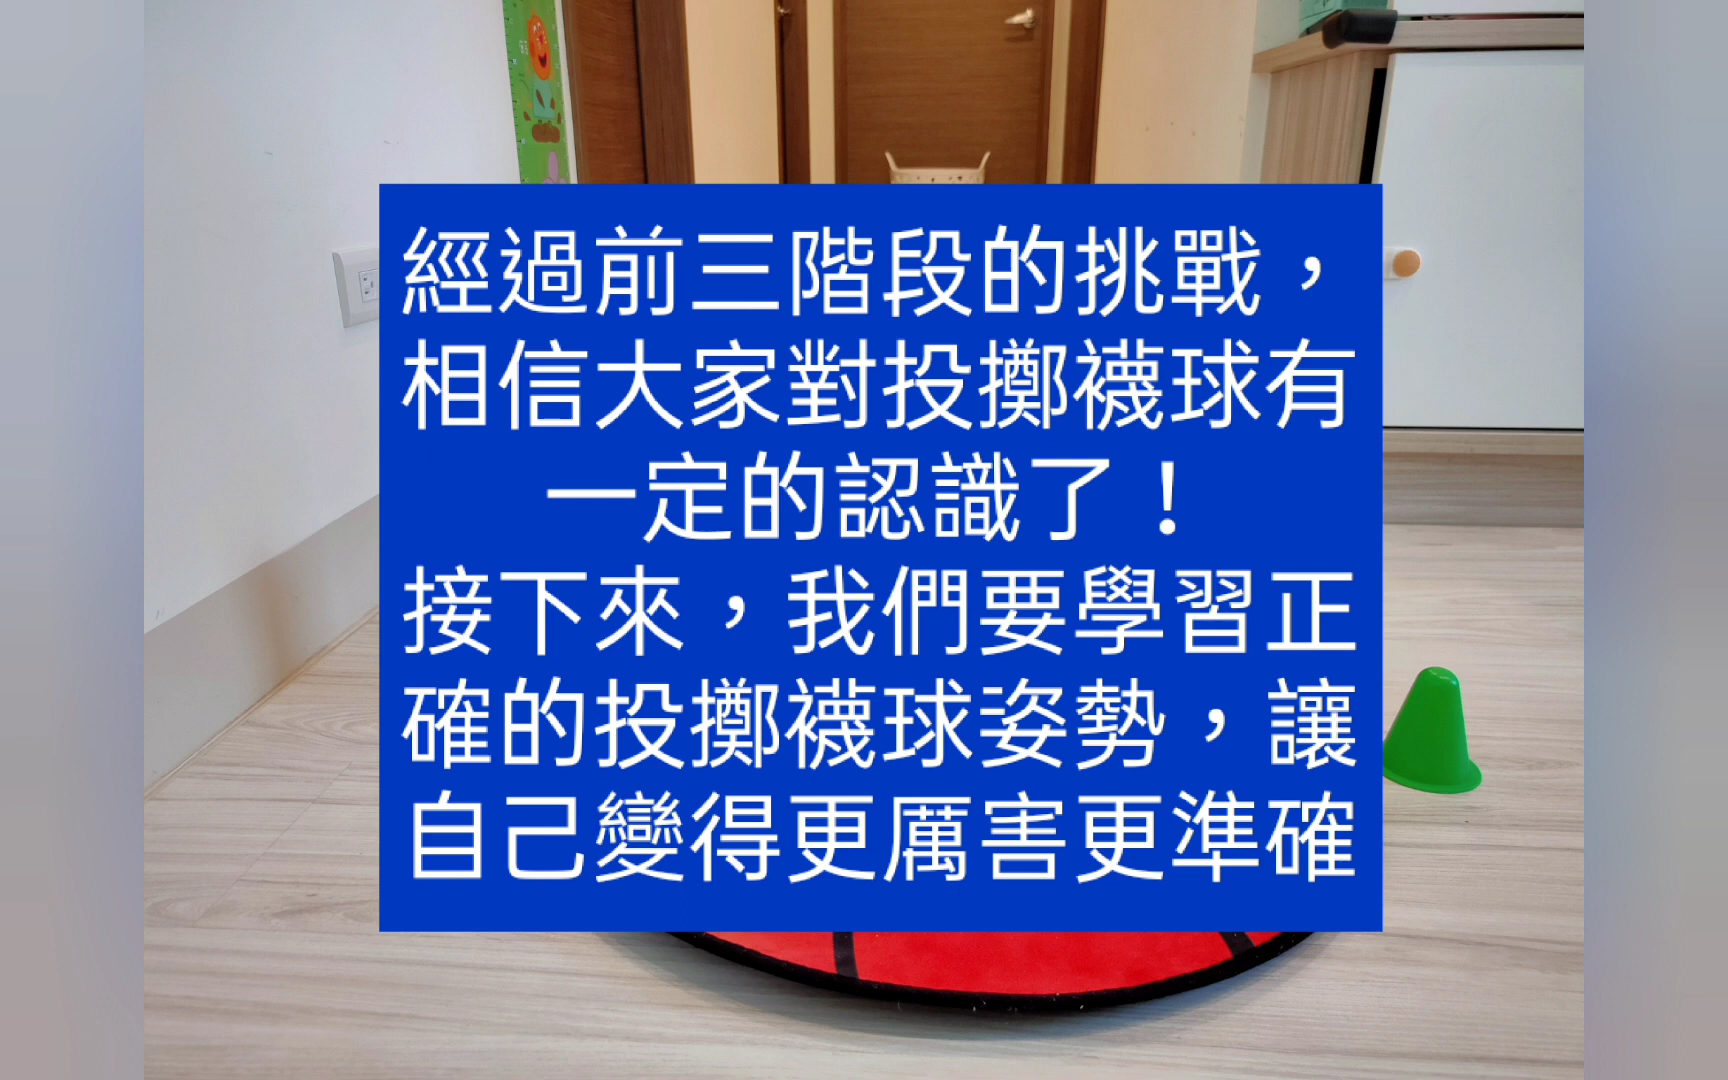 經過前三階段的挑戰，
相信大家對投擲襪球有
一定的認識了！
接下來，我們要學習正
確的投擲襪球姿勢，讓
自己變得更厲害更準確